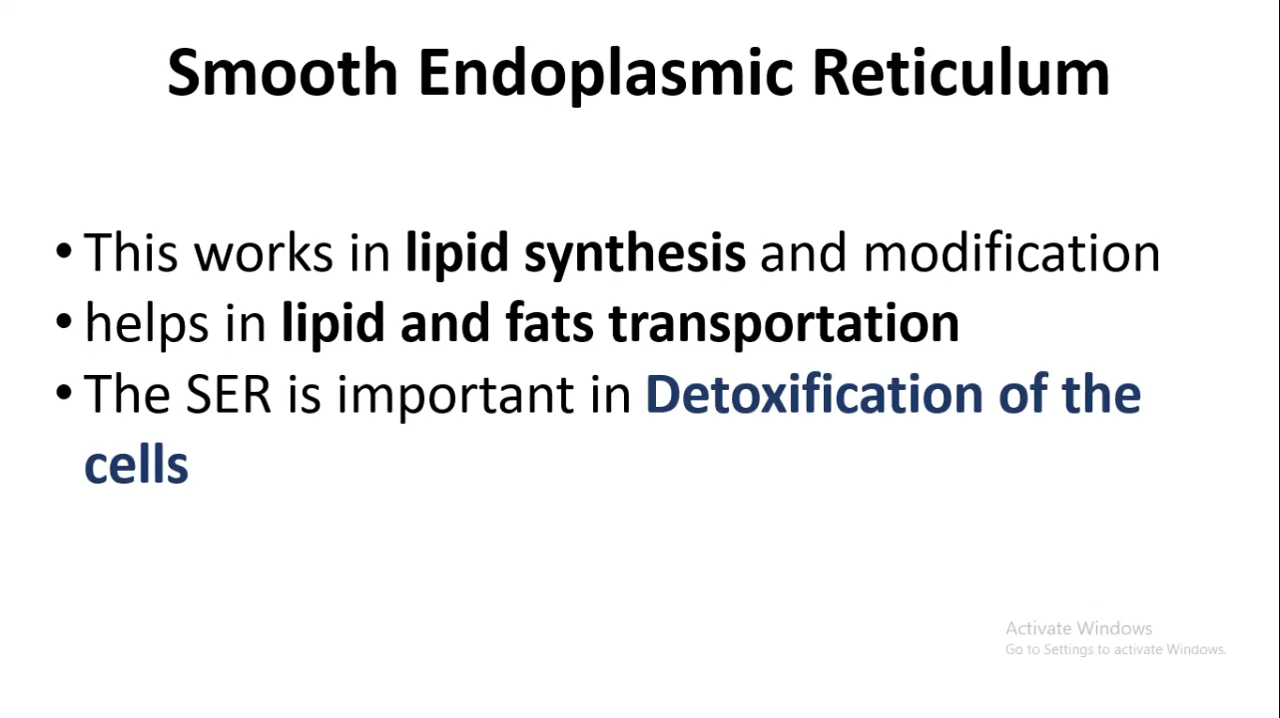 Smooth Endoplasmic Reticulum
• This works in lipid synthesis and modification
• helps in lipid and fats transportation
• The SER is important in Detoxification of the
cells
Activate Windows
Go to Settings to activate Windows.